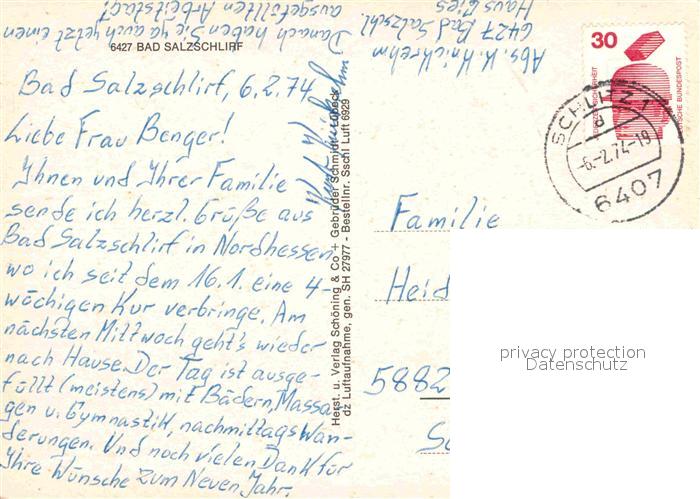 6427 BAD SALZSCHLIRF
Bad Salzschlirf, 6.2.74
Liebe Frau Benger!
Ihnen und Ihrer Familie
sende ich herzl. Grüße aus
Bad Salzschlirf in Nordhessen,
wo ich seit dem 16.1. eine 4-
wöchigen Kur verbringe. Am
nächsten Mittwoch geht's wieder
nach Hause. Der Tag ist ausge-
füllt (meistens) mit Bädern, Massa
gen u. Gymnastik, nachmittags Wan-
derungen. Und noch vielen Dank für
Ihre Wünsche zum Neuen Jahr.
Danach haben Sie ja auch jetzt einen
ausgefüllten Arbeitstag!
Herst. u. Verlag Schöning & Co + Gebrüder Schmidt, Lübeck
dz Luftaufnahme, gen. SH 27977 - Bestellnr. Sschl Luft 6929
Abs. K. Knickrehm
6427 Bad Salzschl.
Haus Gies
30
DEUTSCHE BUNDESPOST
SCHLITZ 1
d
-6.-2.74-19
6407
Familie
Heid
5882
privacy protection
Datenschutz